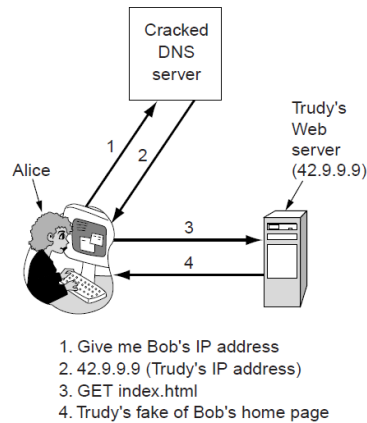 Cracked
DNS
server
Trudy's
Web
server
(42.9.9.9)
Alice
1
2
3
4
1. Give me Bob's IP address
2. 42.9.9.9 (Trudy's IP address)
3. GET index.html
4. Trudy's fake of Bob's home page